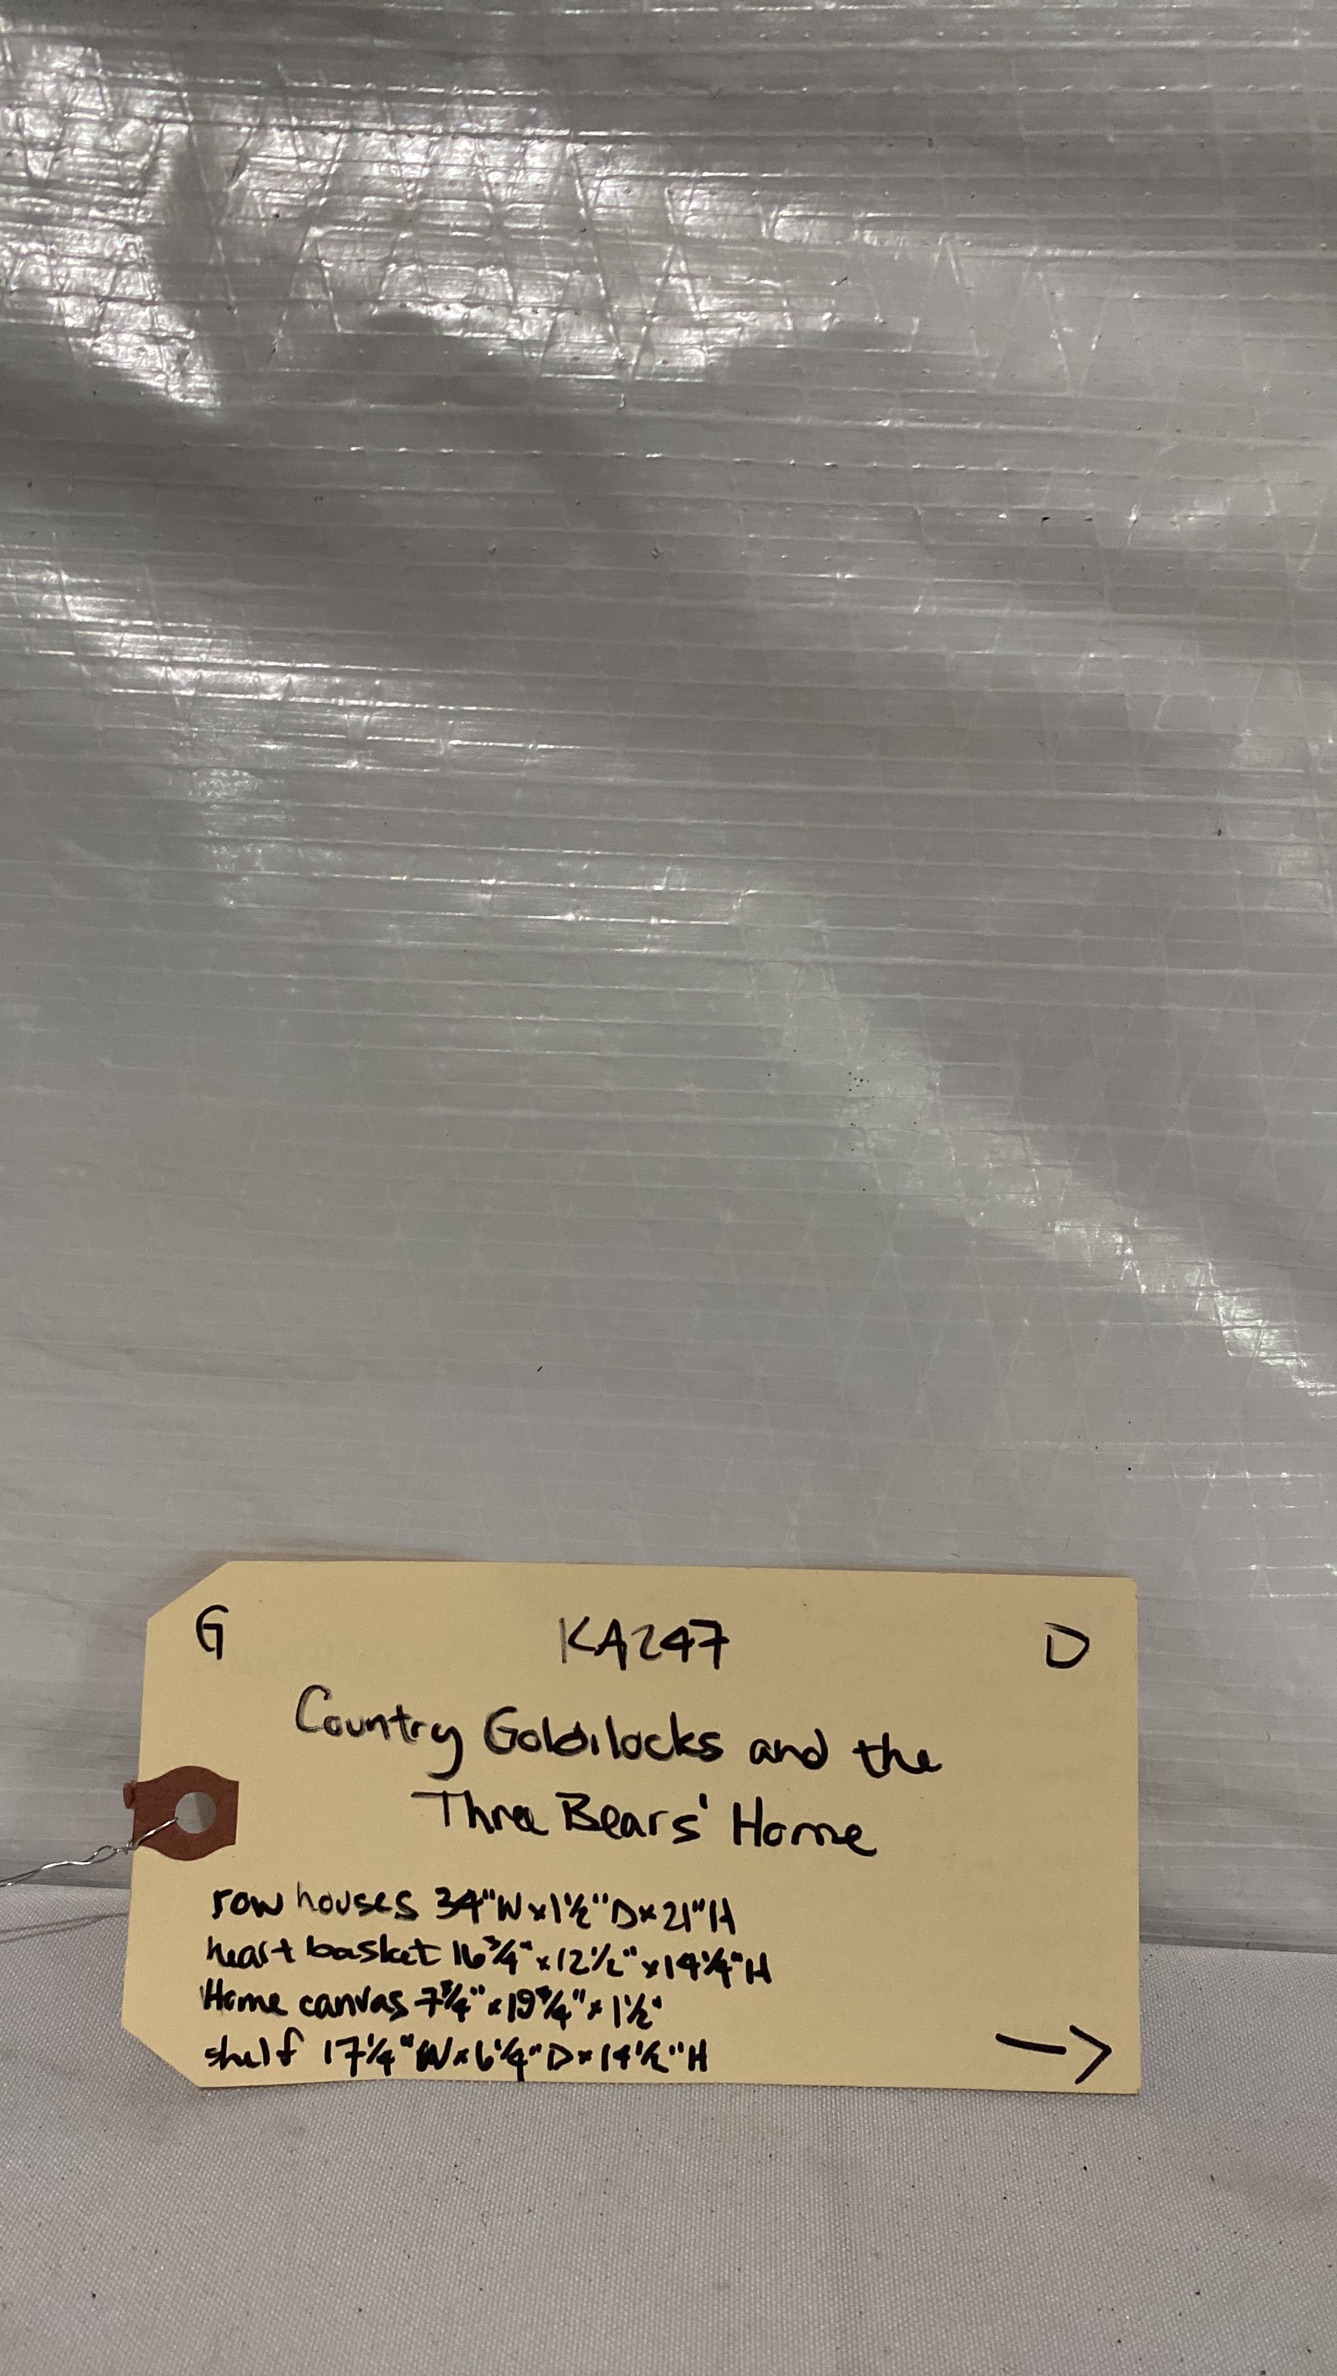 G KA247 D
Country Goldilocks and the
Three Bears' Home
row houses 34"W x 1½"D x 21"H
heart basket 16¾" x 12½" x 14¼"H
Home canvas 7¾" x 19¾" x 1½"
shelf 17¼"W x 6¼"D x 14½"H
→